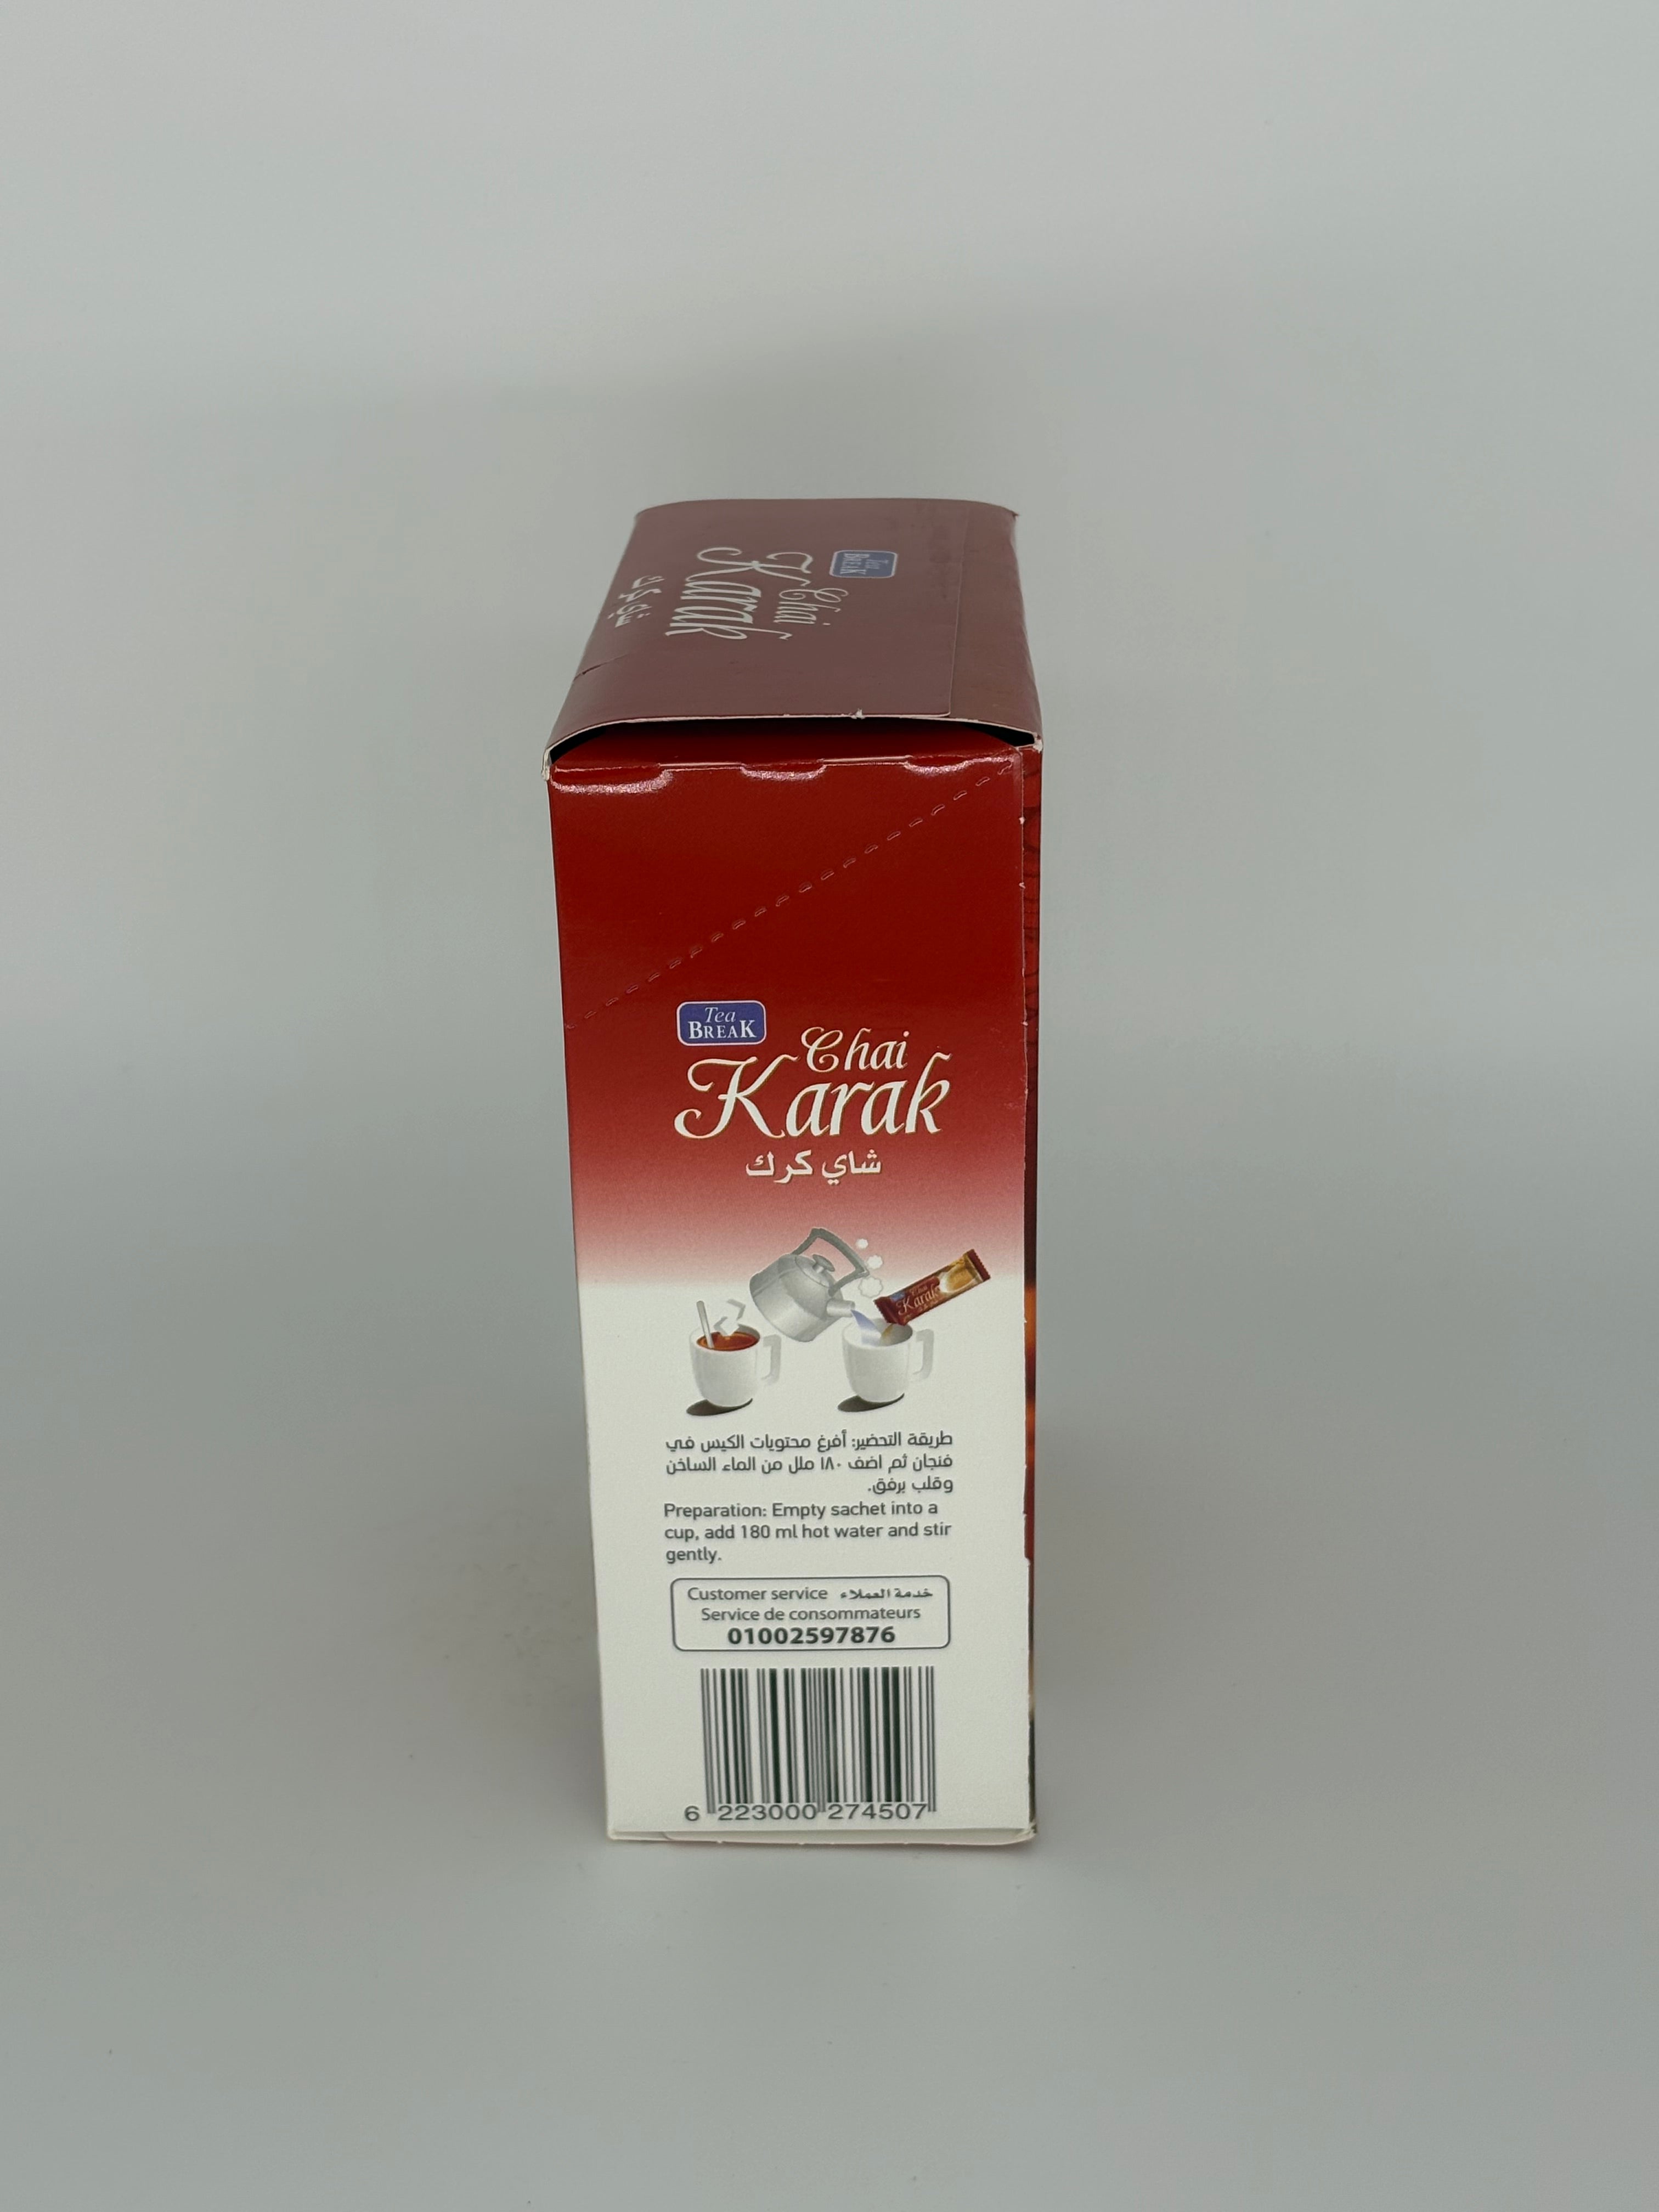 Tea
BREAK
Chai
Karak
شاي كرك
Tea
BREAK
Chai
Karak
شاي كرك
Karak
طريقة التحضير: أفرغ محتويات الكيس في
فنجان ثم اضف ١٨٠ ملل من الماء الساخن
وقلب برفق.
Preparation: Empty sachet into a
cup, add 180 ml hot water and stir
gently.
Customer service خدمة العملاء
Service de consommateurs
01002597876
6 223000 274507